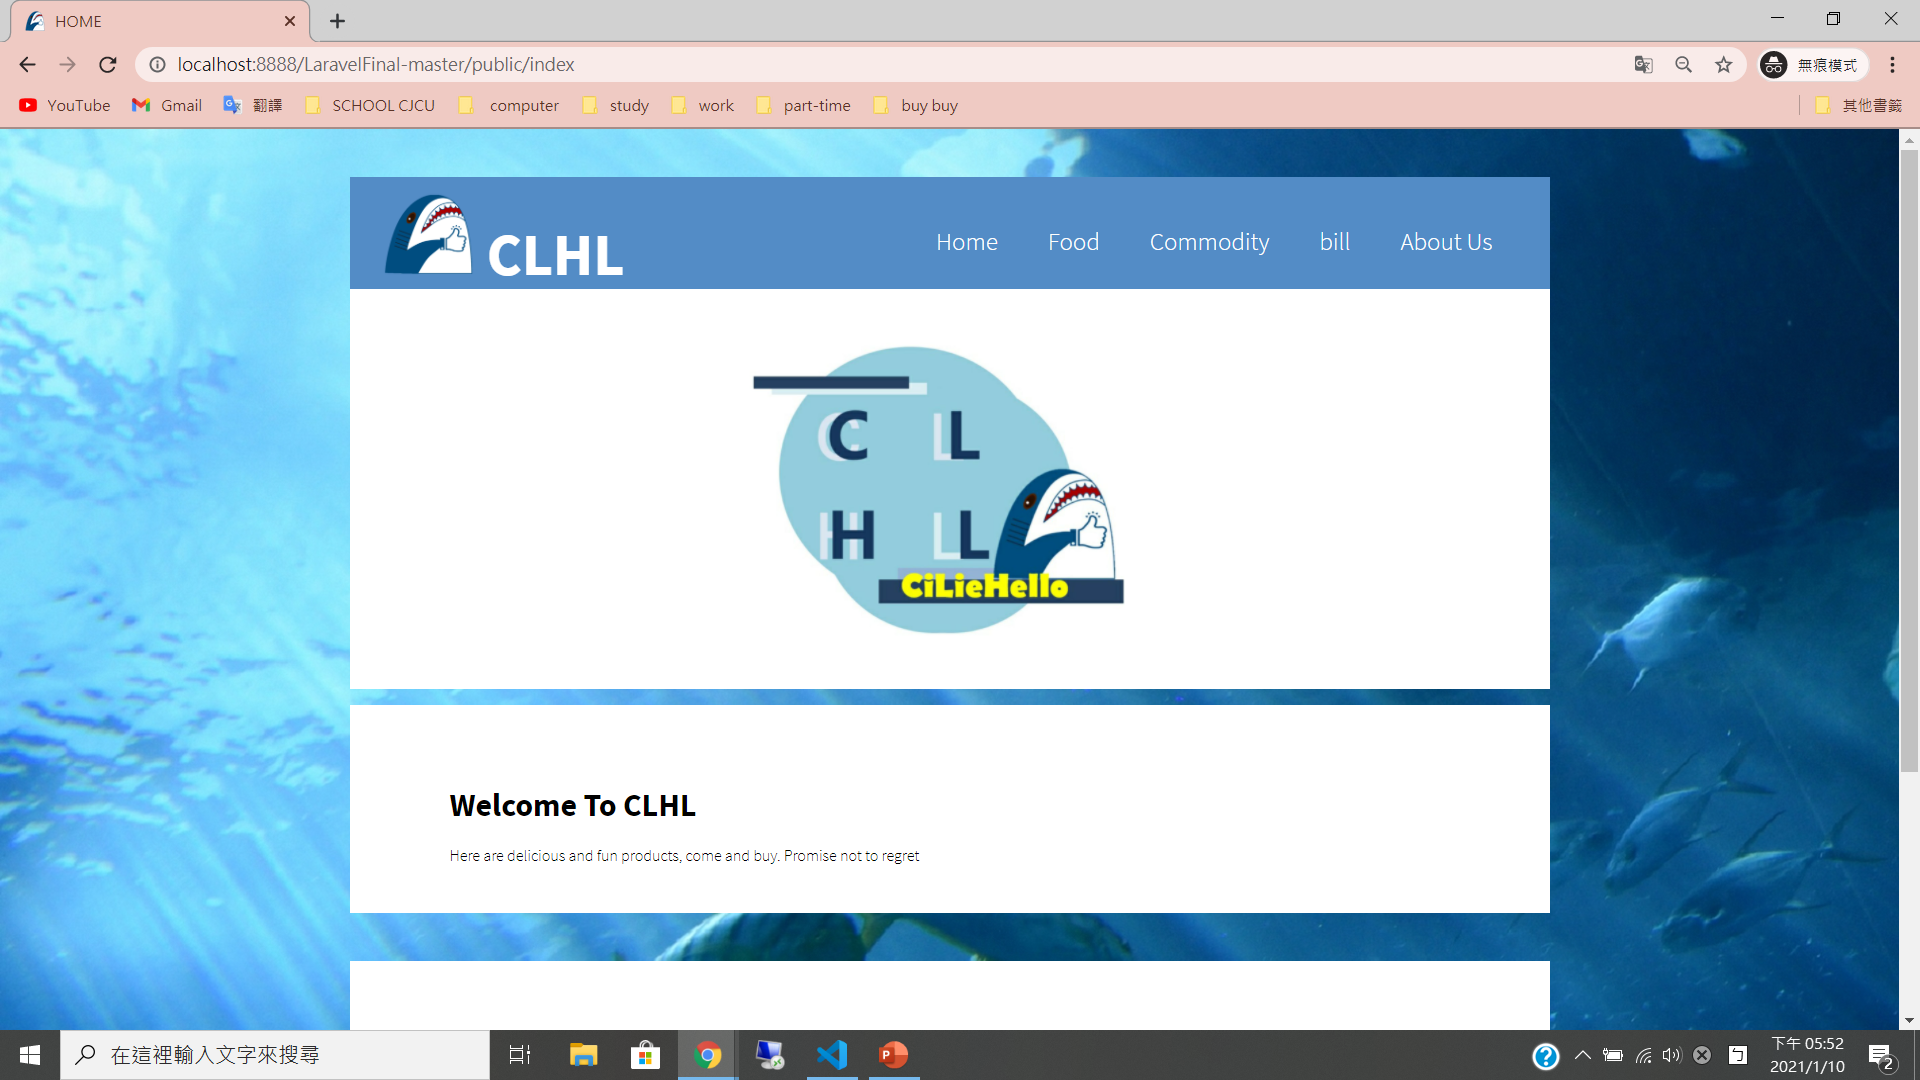 HOME
localhost:8888/LaravelFinal-master/public/index
無痕模式
YouTube Gmail 翻譯 SCHOOL CJCU computer study work part-time buy buy 其他書籤
CLHL Home Food Commodity bill About Us
C L
H L
CiLieHello
Welcome To CLHL
Here are delicious and fun products, come and buy. Promise not to regret
在這裡輸入文字來搜尋
下午 05:52
2021/1/10
2